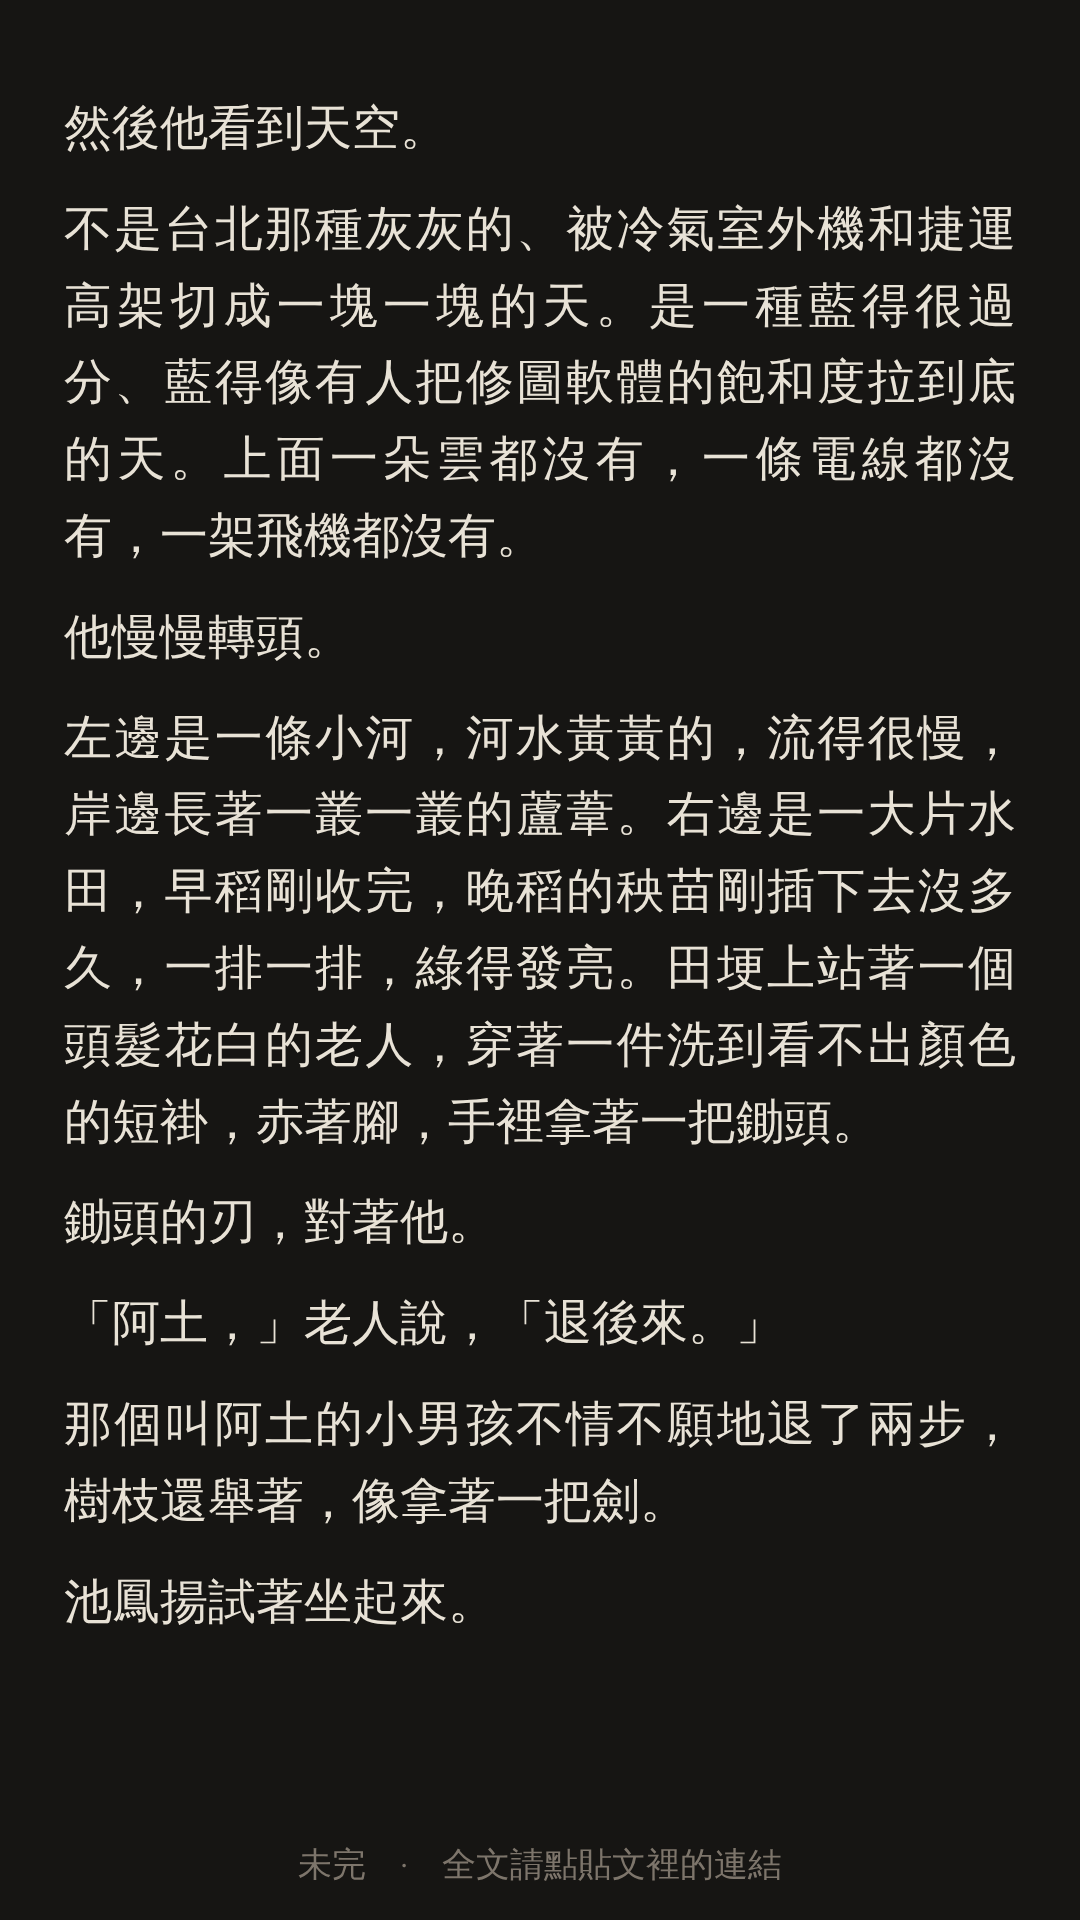 然後他看到天空。
不是台北那種灰灰的、被冷氣室外機和捷運
高架切成一塊一塊的天。是一種藍得很過
分、藍得像有人把修圖軟體的飽和度拉到底
的天。上面一朵雲都沒有，一條電線都沒
有，一架飛機都沒有。
他慢慢轉頭。
左邊是一條小河，河水黃黃的，流得很慢，
岸邊長著一叢一叢的蘆葦。右邊是一大片水
田，早稻剛收完，晚稻的秧苗剛插下去沒多
久，一排一排，綠得發亮。田埂上站著一個
頭髮花白的老人，穿著一件洗到看不出顏色
的短褂，赤著腳，手裡拿著一把鋤頭。
鋤頭的刃，對著他。
「阿土，」老人說，「退後來。」
那個叫阿土的小男孩不情不願地退了兩步，
樹枝還舉著，像拿著一把劍。
池鳳揚試著坐起來。
未完　·　全文請點貼文裡的連結